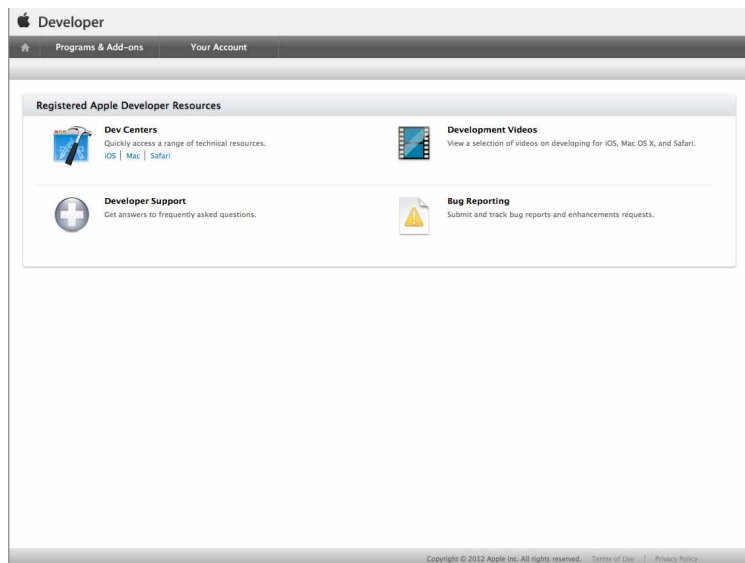 Developer
Programs & Add-ons Your Account
Registered Apple Developer Resources
Dev Centers
Quickly access a range of technical resources.
iOS | Mac | Safari
Development Videos
View a selection of videos on developing for iOS, Mac OS X, and Safari.
Developer Support
Get answers to frequently asked questions.
Bug Reporting
Submit and track bug reports and enhancements requests.
Copyright © 2012 Apple Inc. All rights reserved. Terms of Use | Privacy Policy